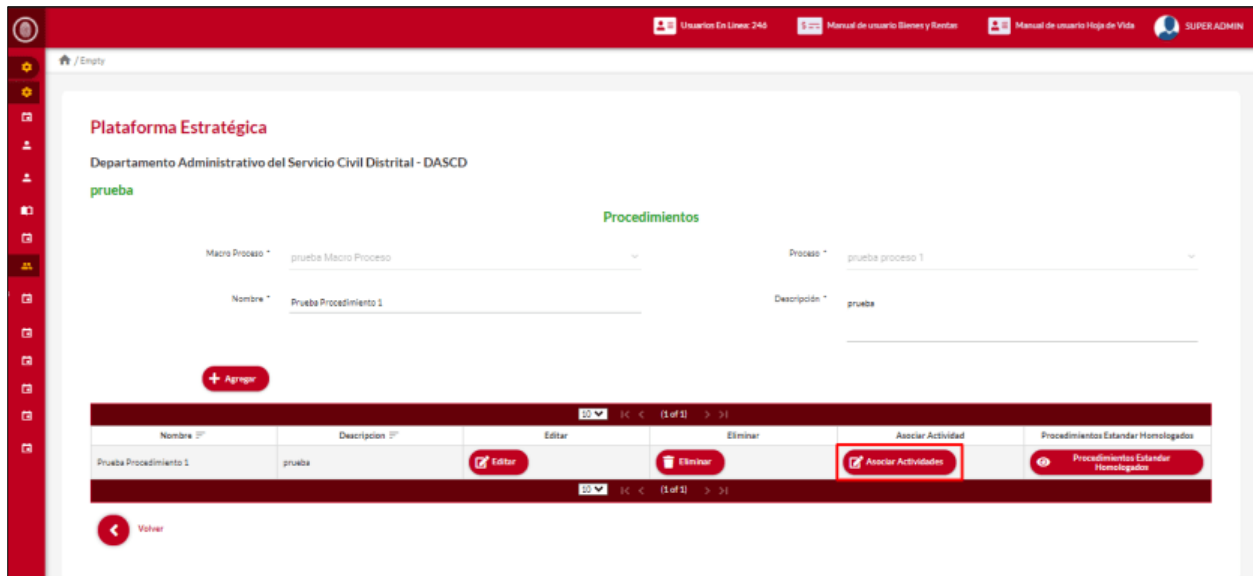 Usuarios En Linea: 246 Manual de usuario Bienes y Rentas Manual de usuario Hoja de Vida SUPER ADMIN
/ Empty
Plataforma Estratégica
Departamento Administrativo del Servicio Civil Distrital - DASCD
prueba
Procedimientos
Macro Proceso * prueba Macro Proceso Proceso * prueba proceso 1
Nombre * Prueba Procedimiento 1 Descripción * prueba
+ Agregar
10 (1 of 1)
Nombre Descripcion Editar Eliminar Asociar Actividad Procedimientos Estandar Homologados
Prueba Procedimiento 1 prueba Editar Eliminar Asociar Actividades Procedimientos Estandar
Homologados
10 (1 of 1)
Volver